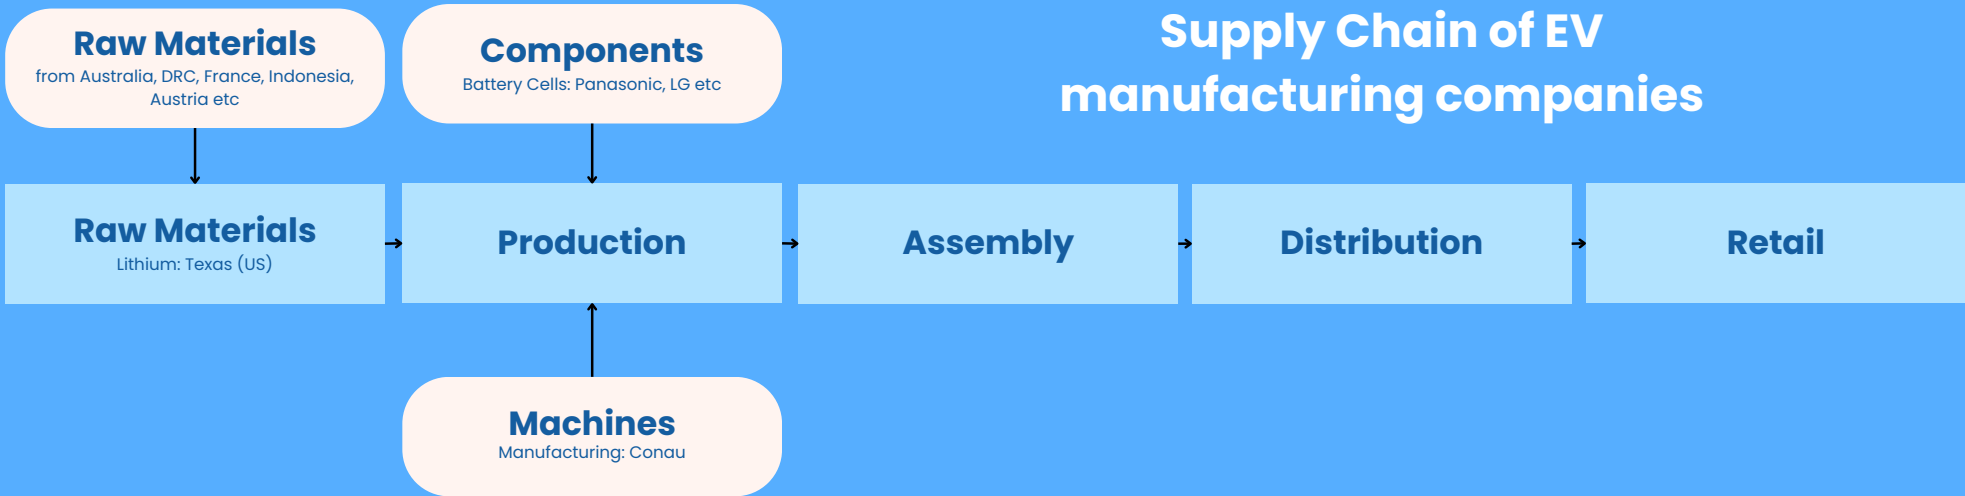 Supply Chain of EV
manufacturing companies
Raw Materials
from Australia, DRC, France, Indonesia,
Austria etc
Components
Battery Cells: Panasonic, LG etc
Raw Materials
Lithium: Texas (US)
Production
Assembly
Distribution
Retail
Machines
Manufacturing: Conau